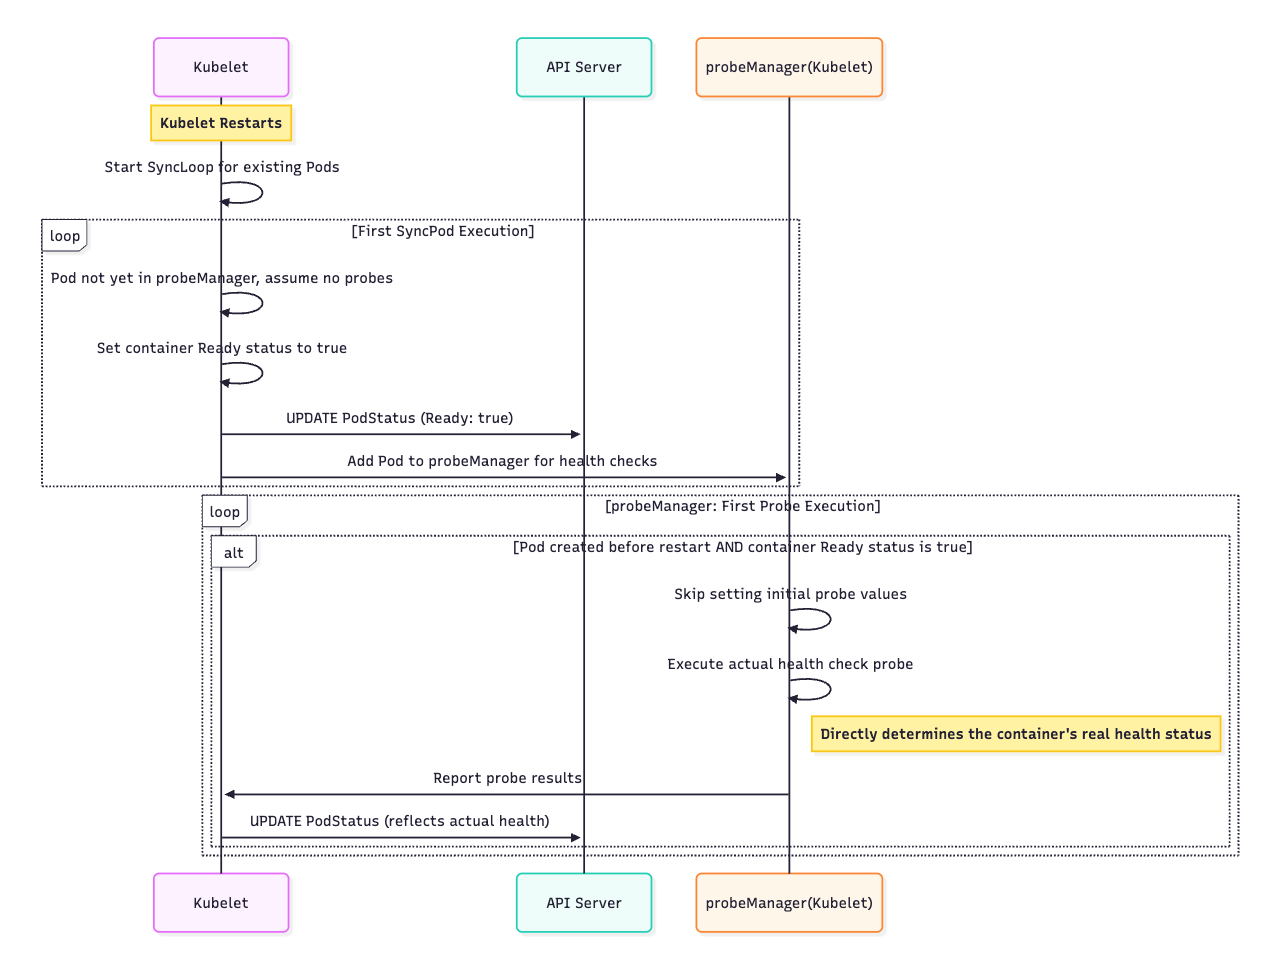 Kubelet
API Server
probeManager(Kubelet)
Kubelet Restarts
Start SyncLoop for existing Pods
loop
[First SyncPod Execution]
Pod not yet in probeManager, assume no probes
Set container Ready status to true
UPDATE PodStatus (Ready: true)
Add Pod to probeManager for health checks
loop
[probeManager: First Probe Execution]
alt
[Pod created before restart AND container Ready status is true]
Skip setting initial probe values
Execute actual health check probe
Directly determines the container's real health status
Report probe results
UPDATE PodStatus (reflects actual health)
Kubelet
API Server
probeManager(Kubelet)